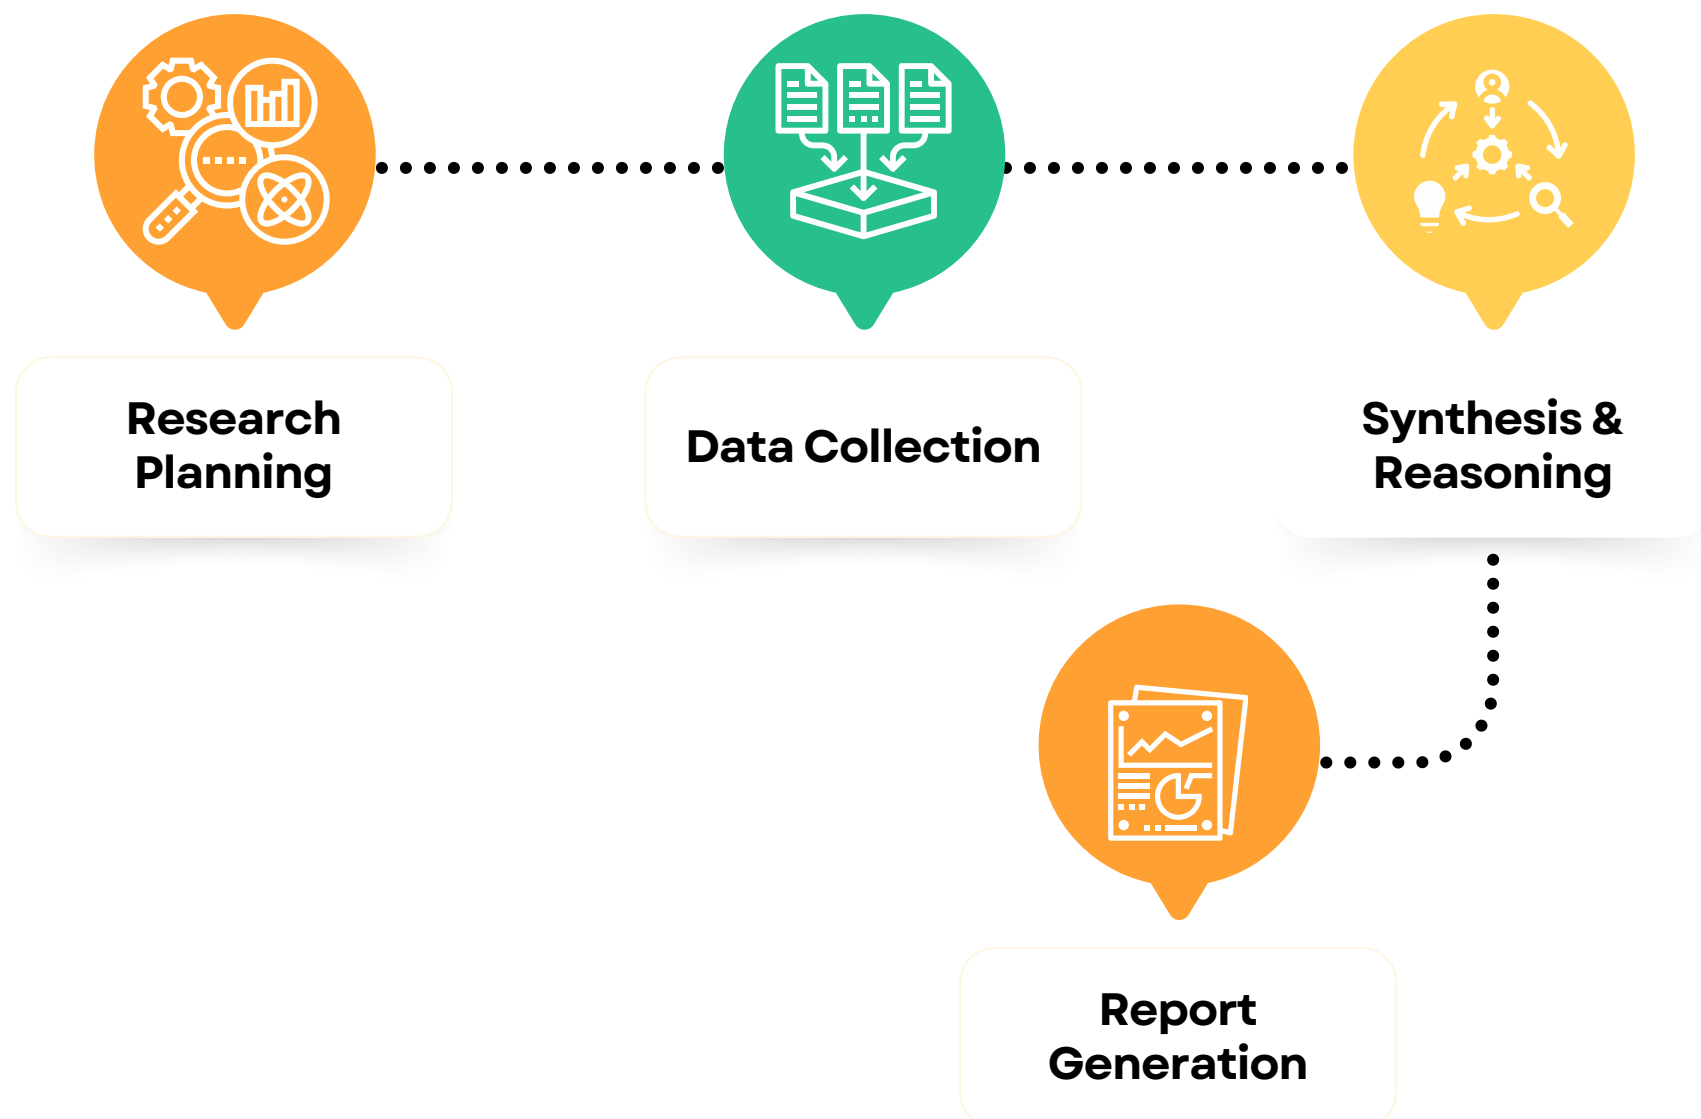 Research
Planning
Data Collection
Synthesis &
Reasoning
Report
Generation